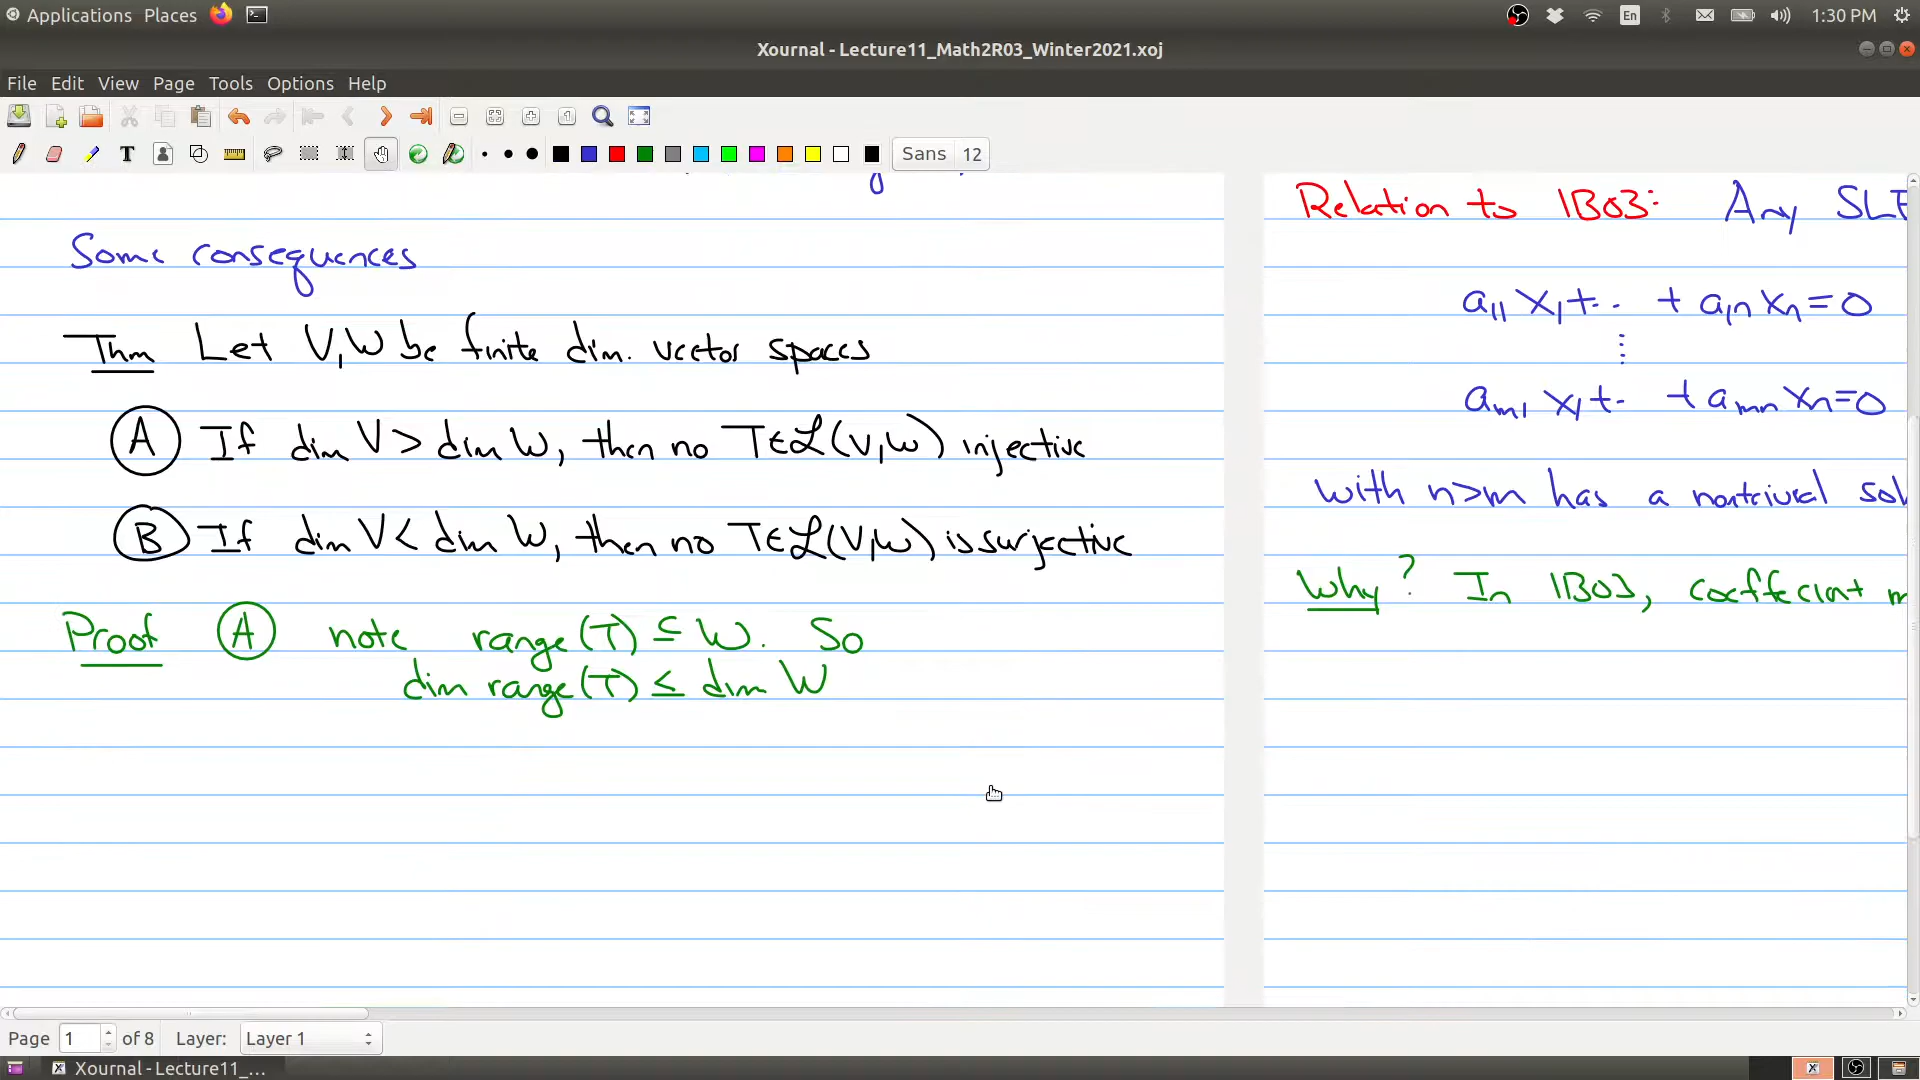 Applications Places En 1:30 PM
Xournal - Lecture11_Math2R03_Winter2021.xoj
File Edit View Page Tools Options Help
Sans 12
Some consequences
Thm Let V,W be finite dim. vector spaces
A If dim V > dim W, then no T∈ℒ(V,W) injective
B If dim V < dim W, then no T∈ℒ(V,W) is surjective
Proof A note range(T) ⊆ W. So
dim range(T) ≤ dim W
Relation to 1B03: Any SLE
a₁₁ x₁ + .. + a₁ₙ xₙ = 0
⋮
aₘ₁ x₁ + . + aₘₙ xₙ = 0
with n>m has a nontrivial
Why? In 1B03, coeffecint
Page 1 of 8 Layer: Layer 1
Xournal - Lecture11_...